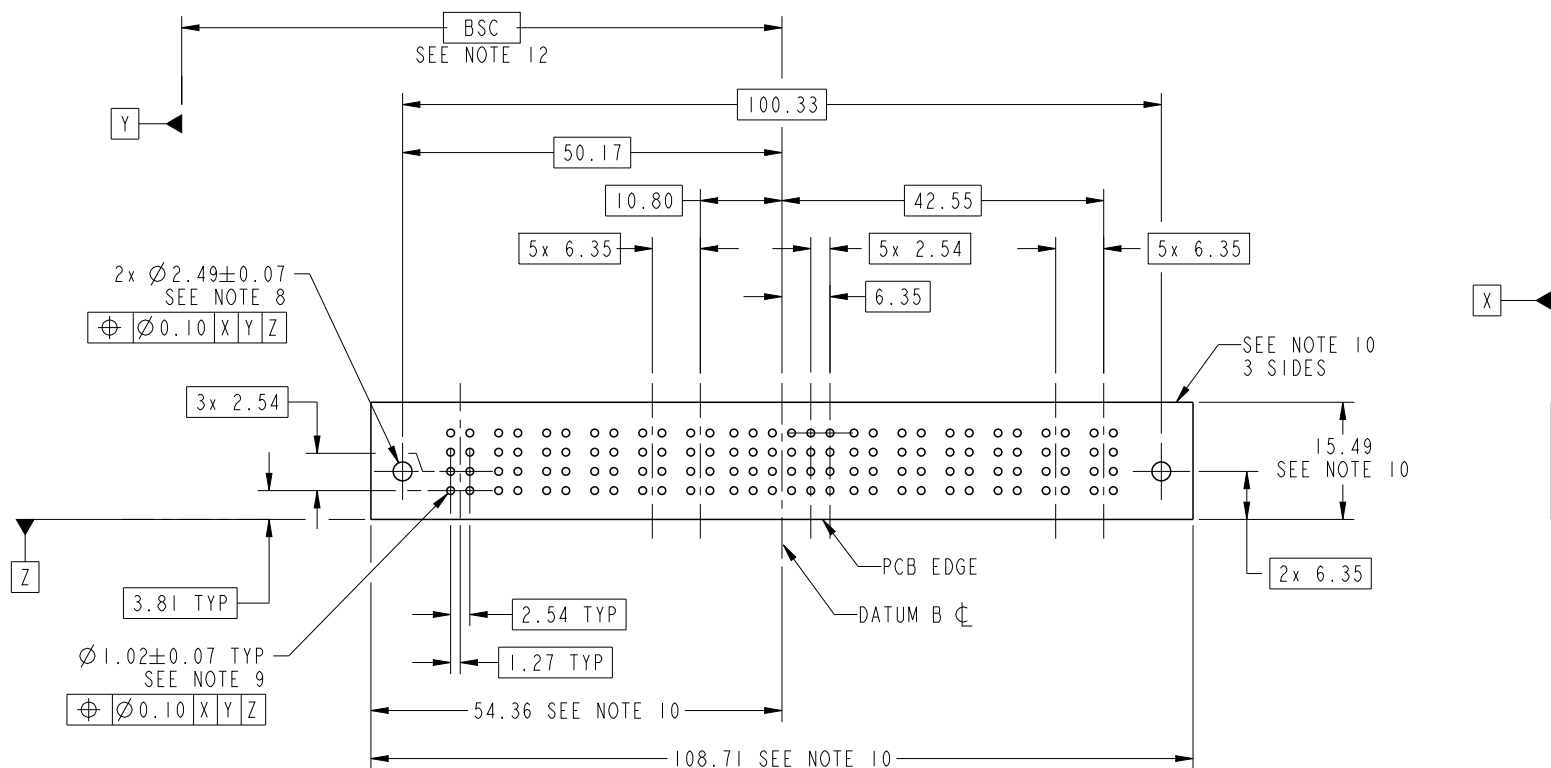 BSC
SEE NOTE 12
100.33
Y
50.17
10.80
42.55
5x 6.35
5x 2.54
5x 6.35
2x Ø2.49±0.07
SEE NOTE 8
⌖ Ø0.10 X Y Z
6.35
X
SEE NOTE 10
3 SIDES
3x 2.54
15.49
SEE NOTE 10
PCB EDGE
Z
2x 6.35
3.81 TYP
2.54 TYP
DATUM B ℄
Ø1.02±0.07 TYP
SEE NOTE 9
⌖ Ø0.10 X Y Z
1.27 TYP
54.36 SEE NOTE 10
108.71 SEE NOTE 10